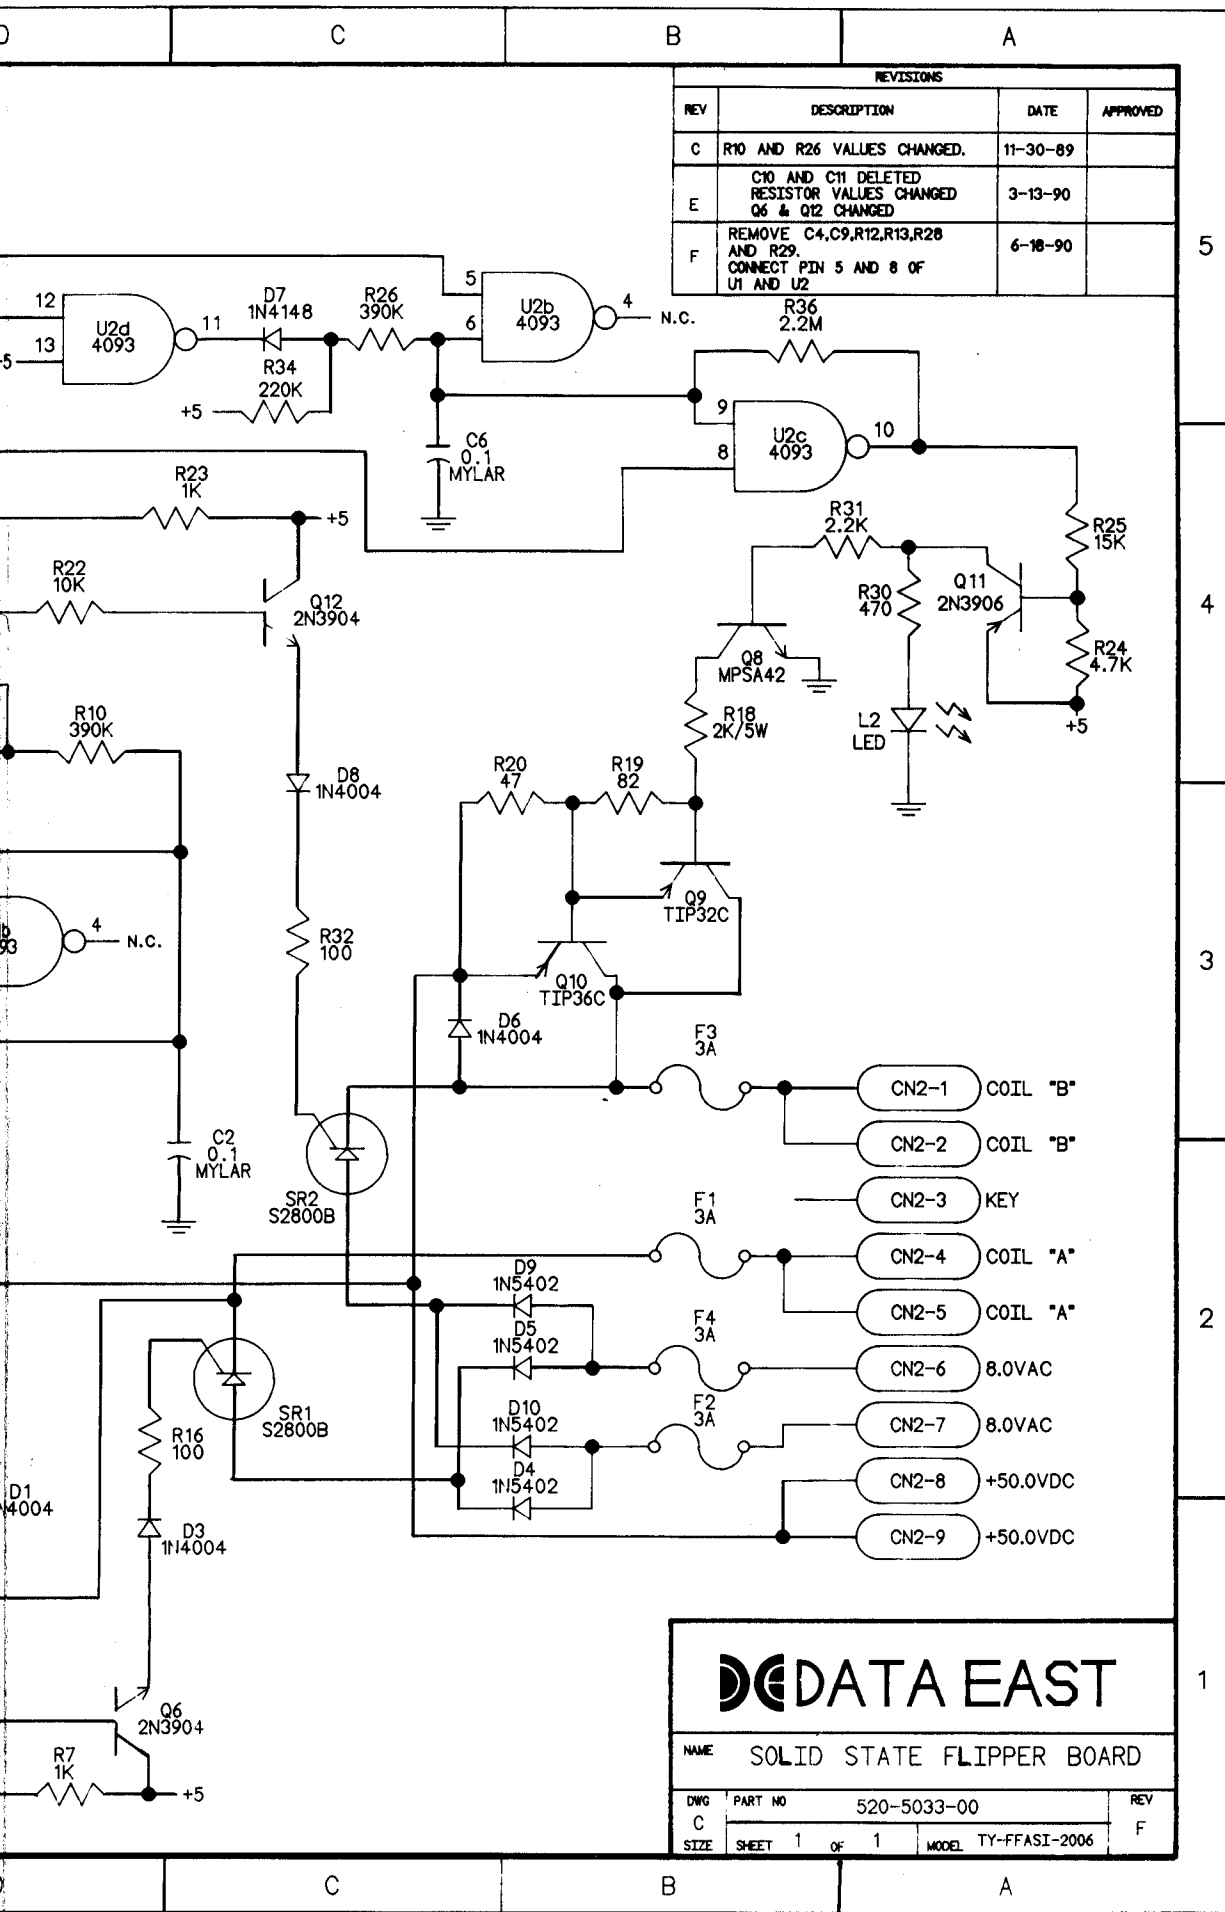 C
B
A
REVISIONS
REV DESCRIPTION DATE APPROVED
C R10 AND R26 VALUES CHANGED. 11-30-89
E C10 AND C11 DELETED
RESISTOR VALUES CHANGED 3-13-90
Q6 & Q12 CHANGED
F REMOVE C4,C9,R12,R13,R28
AND R29. 6-18-90
CONNECT PIN 5 AND 8 OF
U1 AND U2
5
12
13
U2d
4093
11
D7
1N4148
R26
390K
R34
220K
+5
5
6
U2b
4093
4
N.C.
R36
2.2M
9
8
U2c
4093
10
C6
0.1
MYLAR
R23
1K
+5
R22
10K
Q12
2N3904
R31
2.2K
R30
470
Q11
2N3906
R25
15K
R24
4.7K
+5
4
Q8
MPSA42
R18
2K/5W
L2
LED
R10
390K
D8
1N4004
R20
47
R19
82
Q9
TIP32C
4
N.C.
R32
100
Q10
TIP36C
3
D6
1N4004
F3
3A
CN2-1 COIL "B"
CN2-2 COIL "B"
C2
0.1
MYLAR
SR2
S2800B
F1
3A
CN2-3 KEY
CN2-4 COIL "A"
CN2-5 COIL "A"
D9
1N5402
D5
1N5402
F4
3A
2
CN2-6 8.0VAC
SR1
S2800B
D10
1N5402
F2
3A
CN2-7 8.0VAC
R16
100
D4
1N5402
CN2-8 +50.0VDC
CN2-9 +50.0VDC
D1
4004
D3
1N4004
Q6
2N3904
R7
1K
+5
DATA EAST
1
NAME SOLID STATE FLIPPER BOARD
DWG C SIZE
PART NO 520-5033-00
REV F
SHEET 1 OF 1 MODEL TY-FFASI-2006
C
B
A